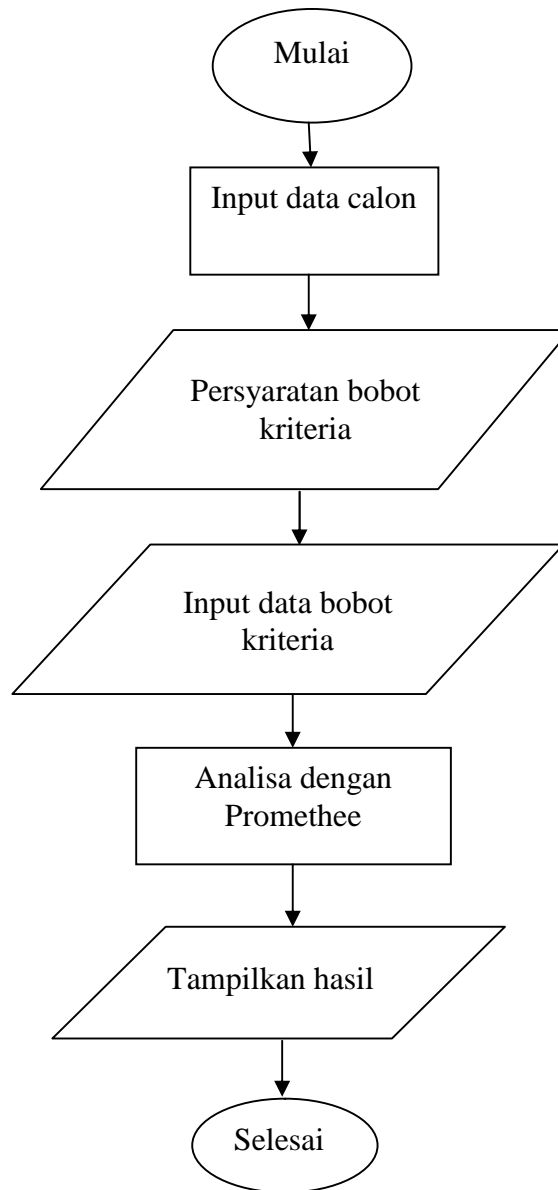 Mulai
Input data calon
Persyaratan bobot
kriteria
Input data bobot
kriteria
Analisa dengan
Promethee
Tampilkan hasil
Selesai